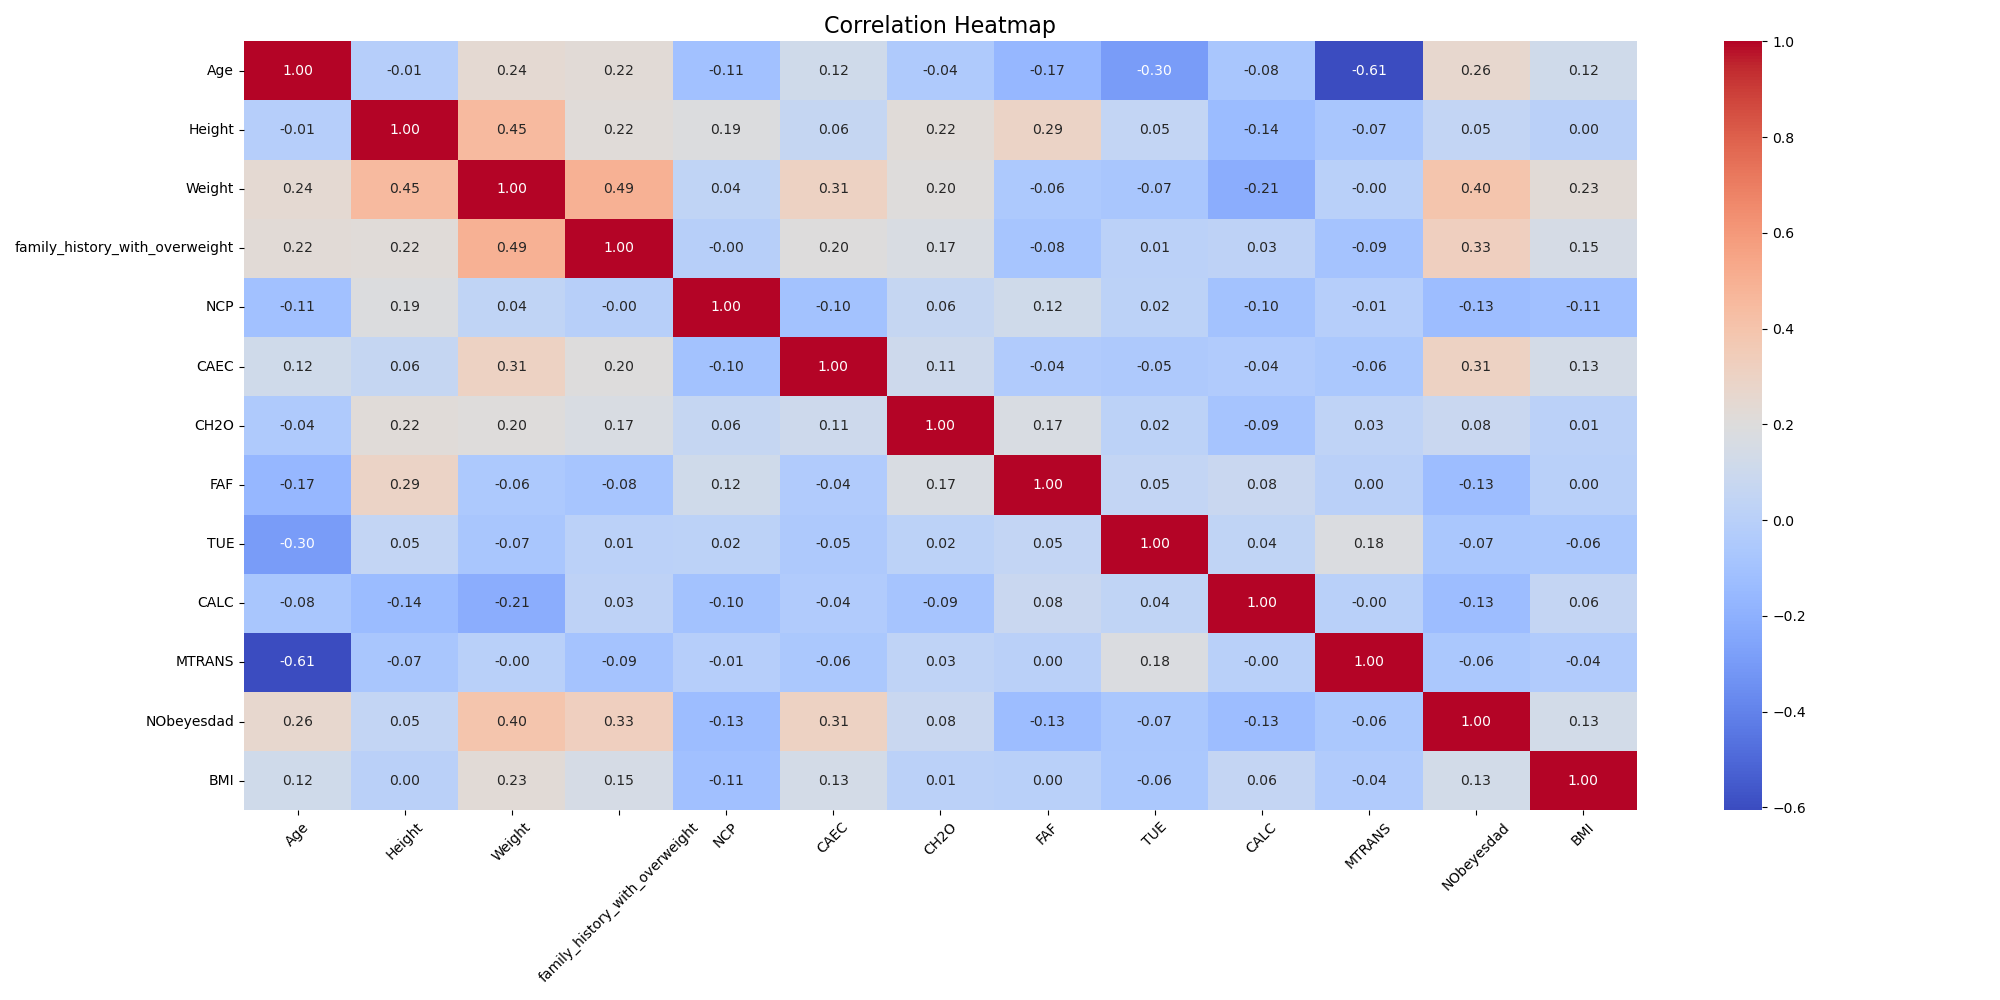 Correlation Heatmap
Age 1.00 -0.01 0.24 0.22 -0.11 0.12 -0.04 -0.17 -0.30 -0.08 -0.61 0.26 0.12
Height -0.01 1.00 0.45 0.22 0.19 0.06 0.22 0.29 0.05 -0.14 -0.07 0.05 0.00
Weight 0.24 0.45 1.00 0.49 0.04 0.31 0.20 -0.06 -0.07 -0.21 -0.00 0.40 0.23
family_history_with_overweight 0.22 0.22 0.49 1.00 -0.00 0.20 0.17 -0.08 0.01 0.03 -0.09 0.33 0.15
NCP -0.11 0.19 0.04 -0.00 1.00 -0.10 0.06 0.12 0.02 -0.10 -0.01 -0.13 -0.11
CAEC 0.12 0.06 0.31 0.20 -0.10 1.00 0.11 -0.04 -0.05 -0.04 -0.06 0.31 0.13
CH2O -0.04 0.22 0.20 0.17 0.06 0.11 1.00 0.17 0.02 -0.09 0.03 0.08 0.01
FAF -0.17 0.29 -0.06 -0.08 0.12 -0.04 0.17 1.00 0.05 0.08 0.00 -0.13 0.00
TUE -0.30 0.05 -0.07 0.01 0.02 -0.05 0.02 0.05 1.00 0.04 0.18 -0.07 -0.06
CALC -0.08 -0.14 -0.21 0.03 -0.10 -0.04 -0.09 0.08 0.04 1.00 -0.00 -0.13 0.06
MTRANS -0.61 -0.07 -0.00 -0.09 -0.01 -0.06 0.03 0.00 0.18 -0.00 1.00 -0.06 -0.04
NObeyesdad 0.26 0.05 0.40 0.33 -0.13 0.31 0.08 -0.13 -0.07 -0.13 -0.06 1.00 0.13
BMI 0.12 0.00 0.23 0.15 -0.11 0.13 0.01 0.00 -0.06 0.06 -0.04 0.13 1.00
Age Height Weight family_history_with_overweight NCP CAEC CH2O FAF TUE CALC MTRANS NObeyesdad BMI
1.0
0.8
0.6
0.4
0.2
0.0
−0.2
−0.4
−0.6